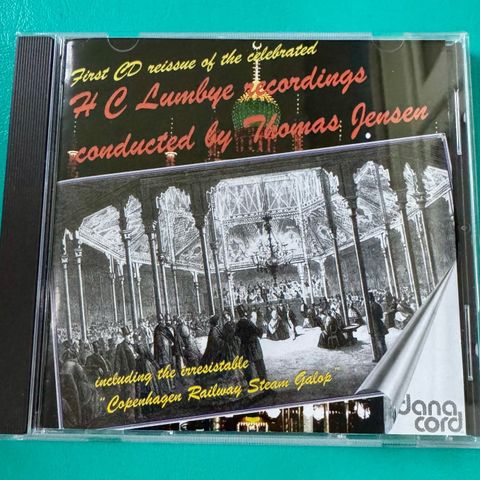 First CD reissue of the celebrated
H C Lumbye recordings
conducted by Thomas Jensen
including the irresistable
"Copenhagen Railway Steam Galop"
dana
cord